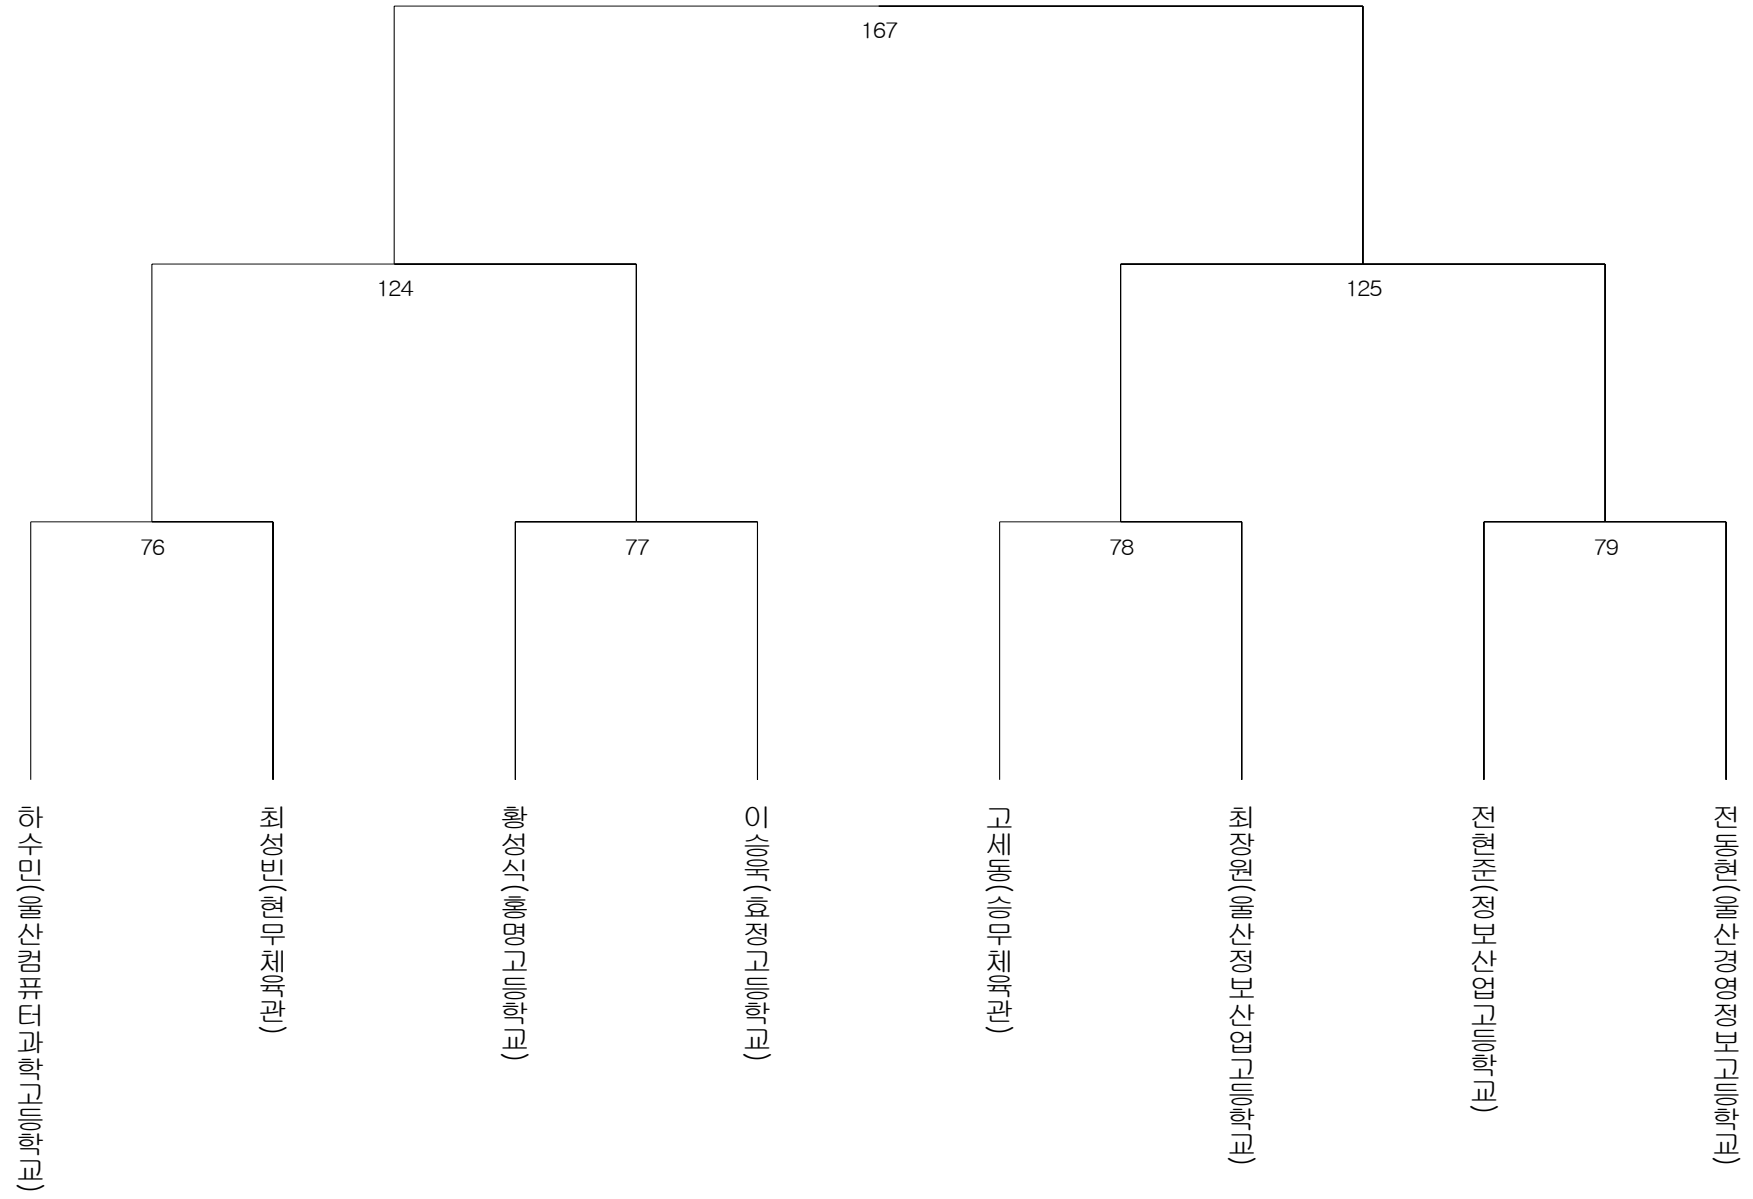 167
124
125
76
77
78
79
하수민(울산컴퓨터과학고등학교)
최성빈(현무체육관)
황성식(홍명고등학교)
이승욱(효정고등학교)
고세동(승무체육관)
최장원(울산정보산업고등학교)
전현준(정보산업고등학교)
전동현(울산경영정보고등학교)